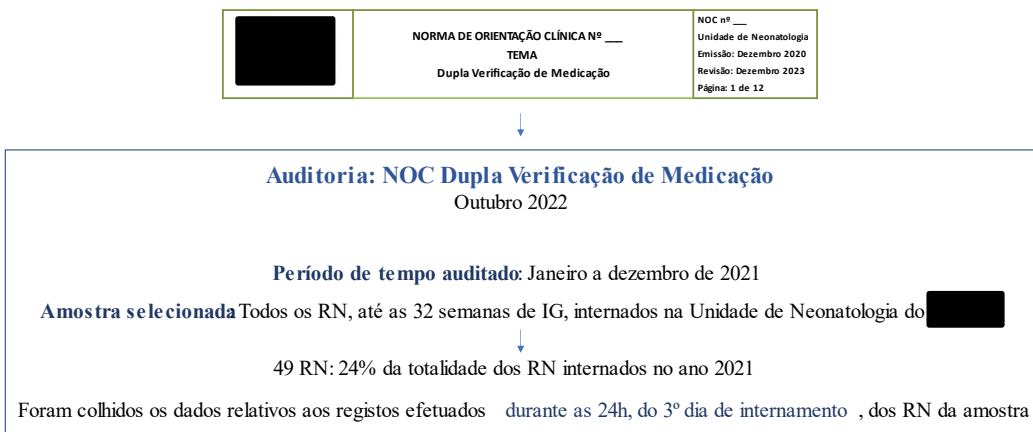 NORMA DE ORIENTAÇÃO CLÍNICA Nº ___
TEMA
Dupla Verificação de Medicação
NOC nº ___
Unidade de Neonatologia
Emissão: Dezembro 2020
Revisão: Dezembro 2023
Página: 1 de 12
Auditoria: NOC Dupla Verificação de Medicação
Outubro 2022
Período de tempo auditado: Janeiro a dezembro de 2021
Amostra selecionada: Todos os RN, até as 32 semanas de IG, internados na Unidade de Neonatologia do
49 RN: 24% da totalidade dos RN internados no ano 2021
Foram colhidos os dados relativos aos registos efetuados durante as 24h, do 3º dia de internamento , dos RN da amostra